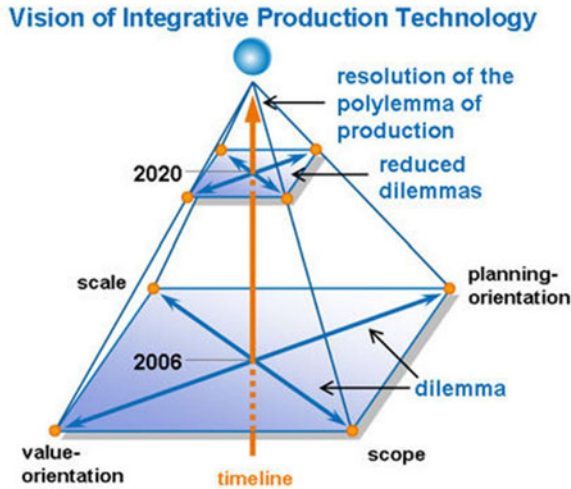 Vision of Integrative Production Technology
resolution of the
polylemma of
production
2020
reduced
dilemmas
scale
planning-
orientation
2006
dilemma
value-
orientation
timeline
scope